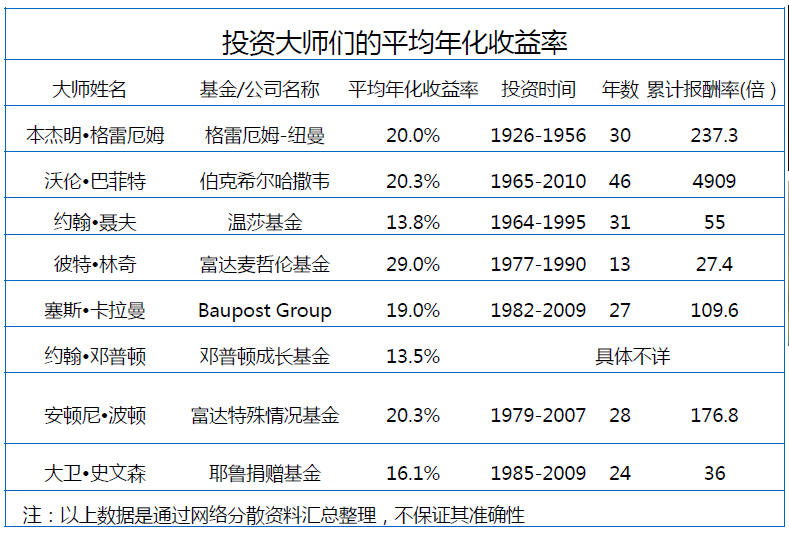 投资大师们的平均年化收益率
大师姓名 基金/公司名称 平均年化收益率 投资时间 年数 累计报酬率(倍)
本杰明•格雷厄姆 格雷厄姆-纽曼 20.0% 1926-1956 30 237.3
沃伦•巴菲特 伯克希尔哈撒韦 20.3% 1965-2010 46 4909
约翰•聂夫 温莎基金 13.8% 1964-1995 31 55
彼特•林奇 富达麦哲伦基金 29.0% 1977-1990 13 27.4
塞斯•卡拉曼 Baupost Group 19.0% 1982-2009 27 109.6
约翰•邓普顿 邓普顿成长基金 13.5% 具体不详
安顿尼•波顿 富达特殊情况基金 20.3% 1979-2007 28 176.8
大卫•史文森 耶鲁捐赠基金 16.1% 1985-2009 24 36
注：以上数据是通过网络分散资料汇总整理，不保证其准确性